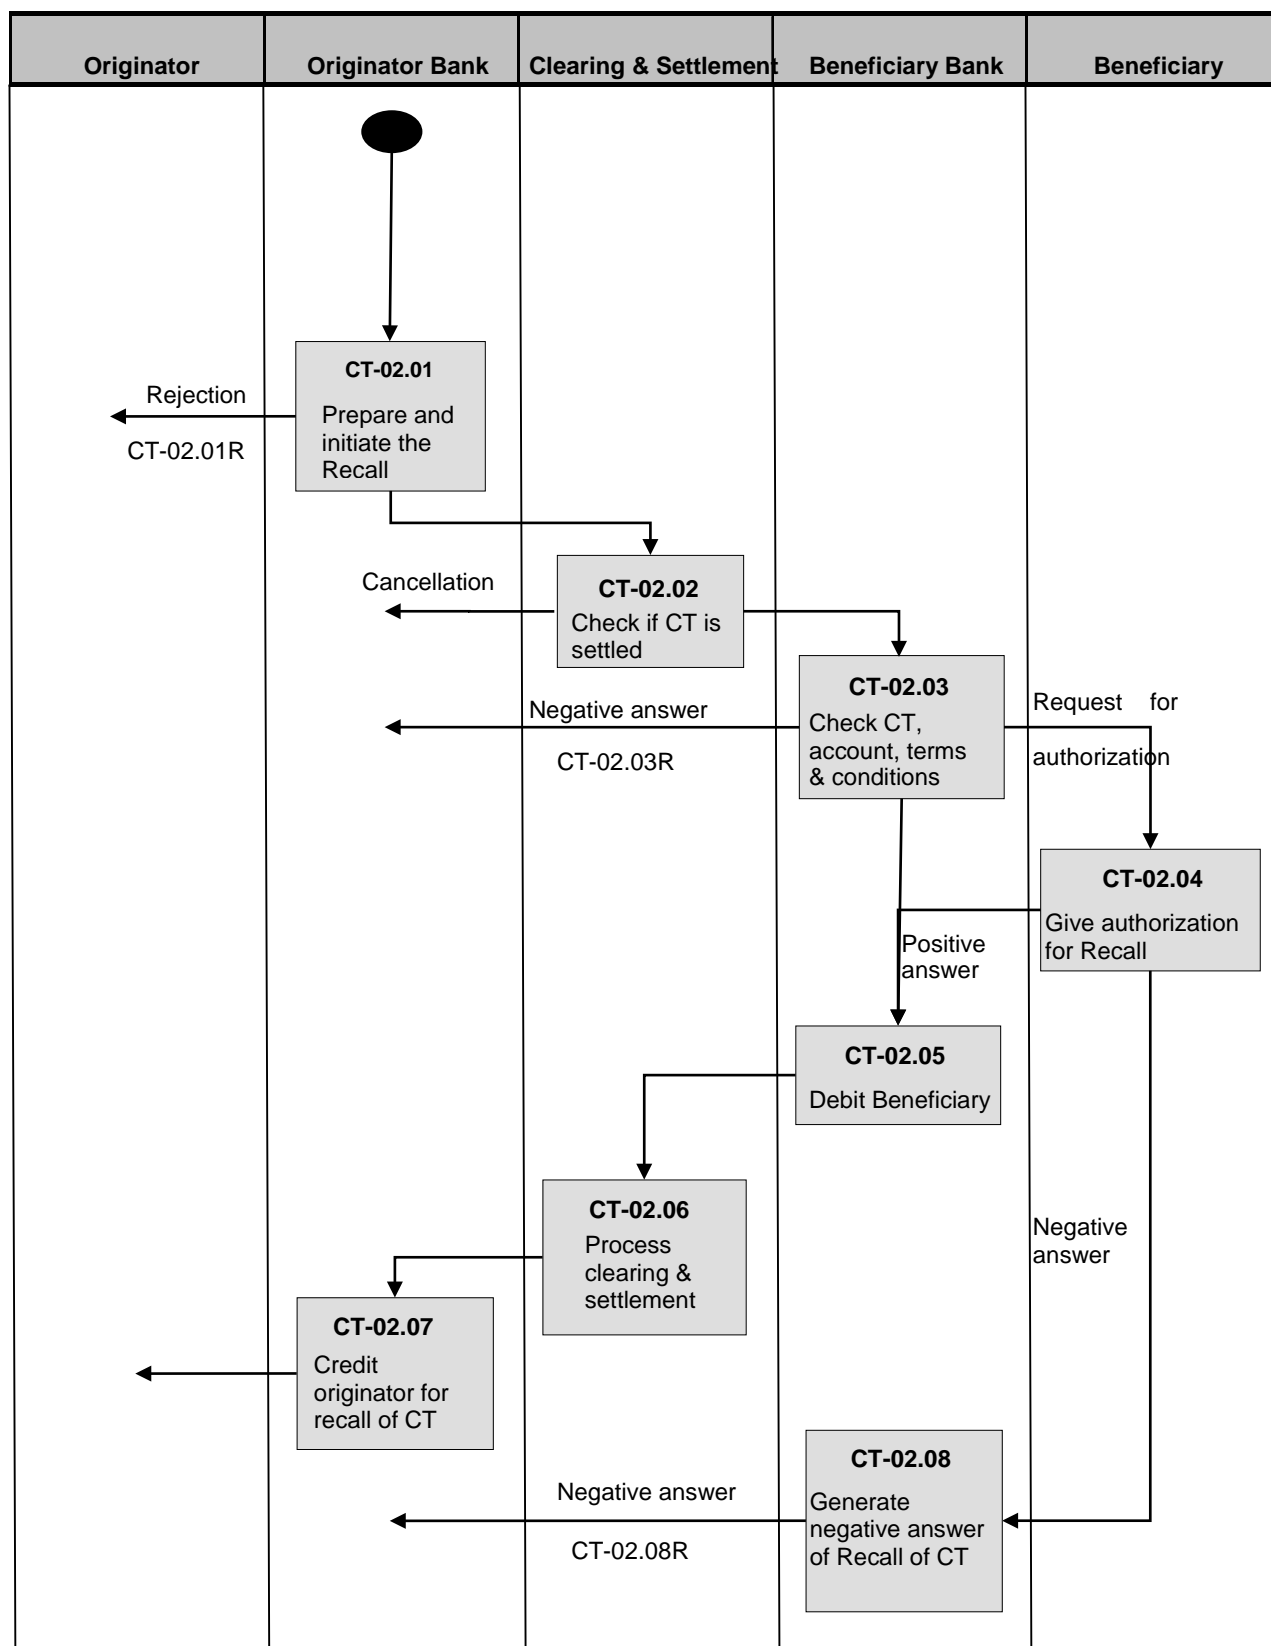 Originator
Originator Bank
Clearing & Settlement
Beneficiary Bank
Beneficiary
CT-02.01
Prepare and
initiate the
Recall
Rejection
CT-02.01R
Cancellation
CT-02.02
Check if CT is
settled
CT-02.03
Check CT,
account, terms
& conditions
Negative answer
CT-02.03R
Request for
authorization
CT-02.04
Give authorization
for Recall
Positive
answer
CT-02.05
Debit Beneficiary
CT-02.06
Process
clearing &
settlement
Negative
answer
CT-02.07
Credit
originator for
recall of CT
CT-02.08
Generate
negative answer
of Recall of CT
Negative answer
CT-02.08R